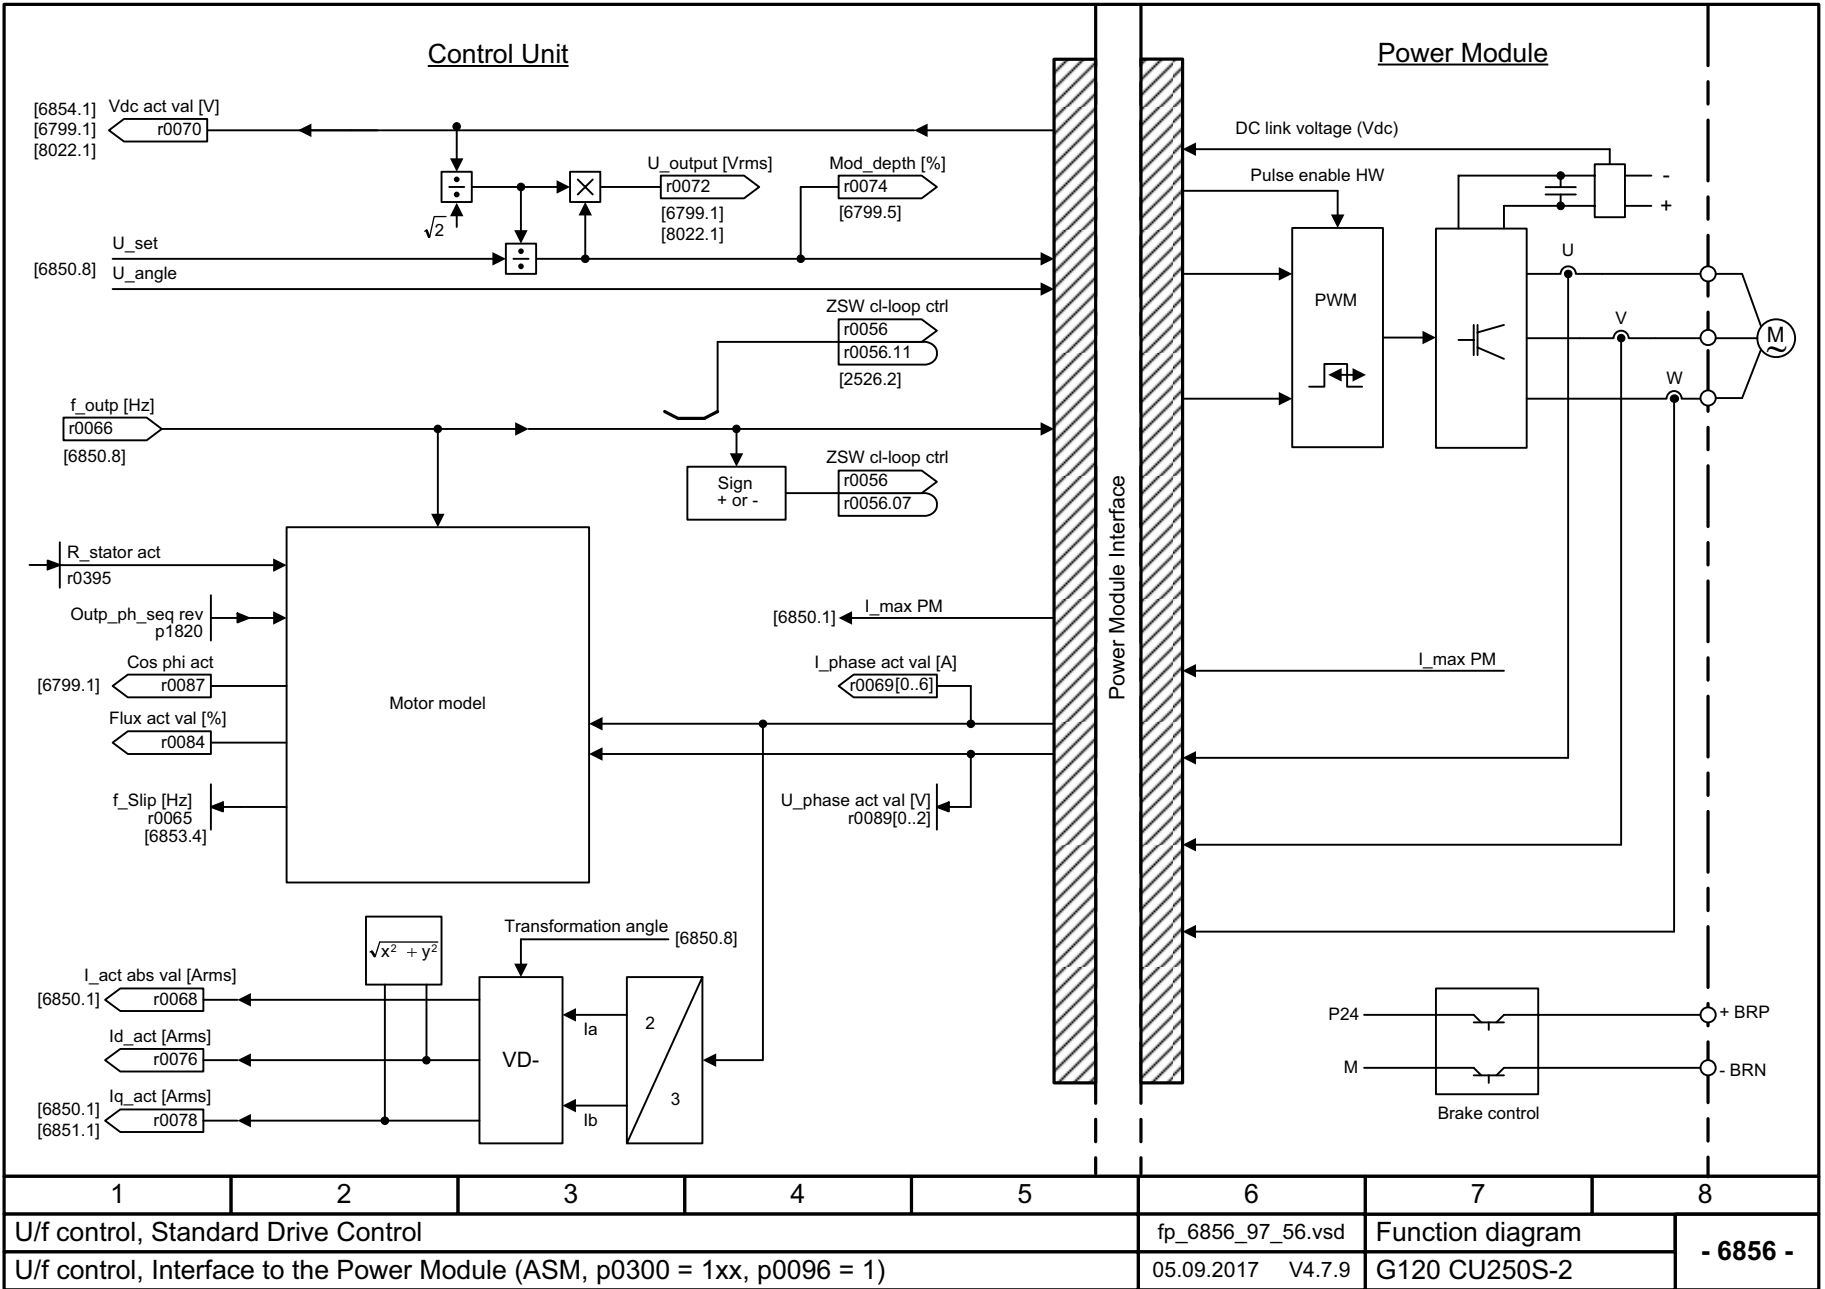 Control Unit
Power Module
[6854.1]
[6799.1]
[8022.1]
Vdc act val [V]
r0070
÷
√2
×
U_output [Vrms]
r0072
[6799.1]
[8022.1]
Mod_depth [%]
r0074
[6799.5]
U_set
÷
[6850.8]
U_angle
ZSW cl-loop ctrl
r0056
r0056.11
[2526.2]
f_outp [Hz]
r0066
[6850.8]
Sign
+ or -
ZSW cl-loop ctrl
r0056
r0056.07
R_stator act
r0395
Outp_ph_seq rev
p1820
Cos phi act
[6799.1]
r0087
Flux act val [%]
r0084
f_Slip [Hz]
r0065
[6853.4]
Motor model
[6850.1]
I_max PM
I_phase act val [A]
r0069[0..6]
U_phase act val [V]
r0089[0..2]
Transformation angle
[6850.8]
√x² + y²
I_act abs val [Arms]
[6850.1]
r0068
Id_act [Arms]
r0076
Iq_act [Arms]
[6850.1]
[6851.1]
r0078
VD-
Ia
Ib
2
3
Power Module Interface
DC link voltage (Vdc)
Pulse enable HW
-
+
PWM
U
V
W
M
~
I_max PM
P24
M
+ BRP
- BRN
Brake control
1 2 3 4 5 6 7 8
U/f control, Standard Drive Control
fp_6856_97_56.vsd
Function diagram
- 6856 -
U/f control, Interface to the Power Module (ASM, p0300 = 1xx, p0096 = 1)
05.09.2017 V4.7.9
G120 CU250S-2